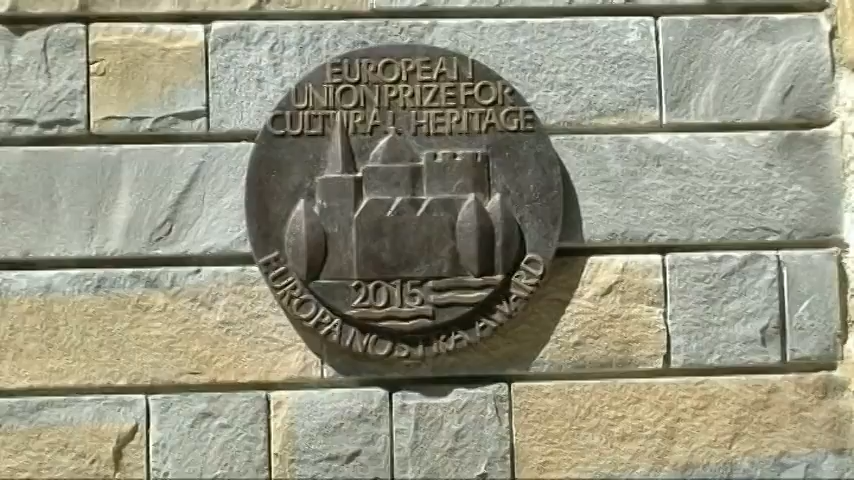 EUROPEAN
UNION PRIZE FOR
CULTURAL HERITAGE
2015
EUROPA NOSTRA AWARD